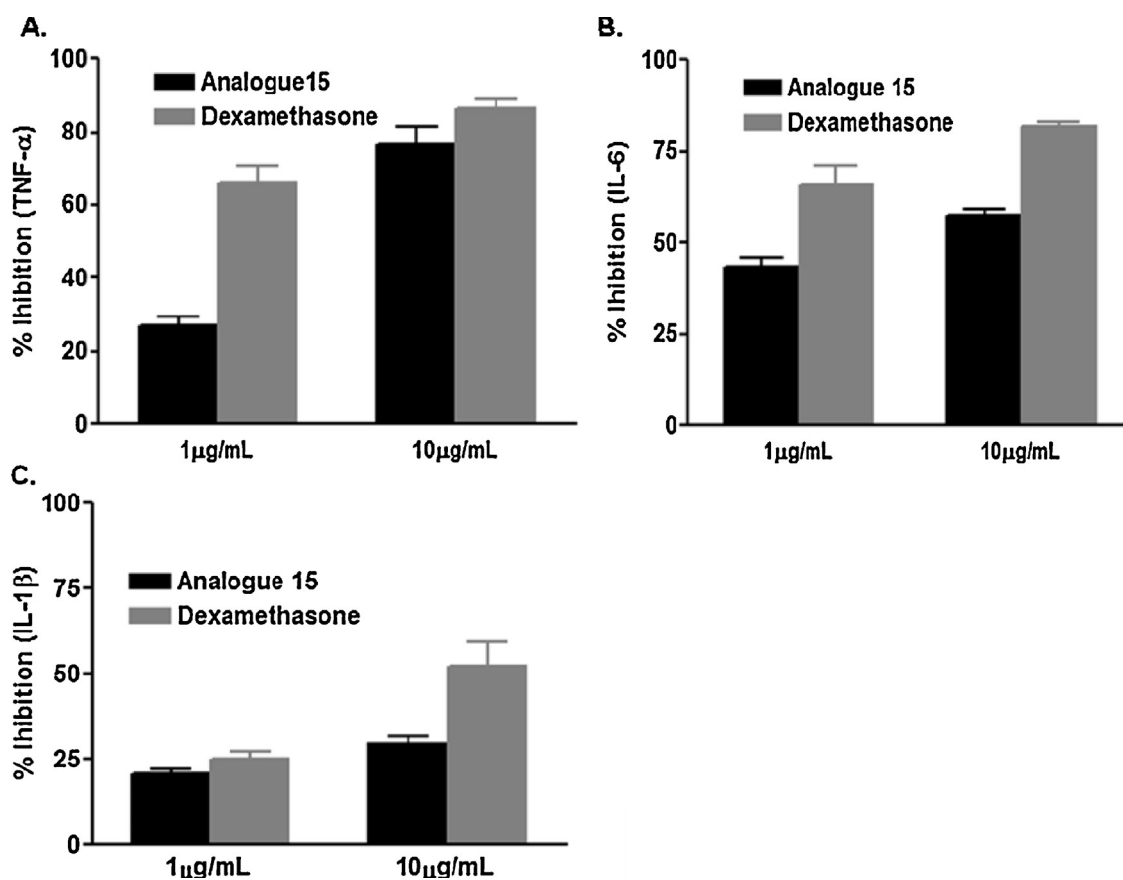 A.
% Ihibition (TNF-α)
100
80
60
40
20
0
Analogue15
Dexamethasone
1μg/mL 10μg/mL
B.
% Ihibition (IL-6)
100
75
50
25
0
Analogue 15
Dexamethasone
1μg/mL 10μg/mL
C.
% Ihibition (IL-1β)
100
75
50
25
0
Analogue 15
Dexamethasone
1μg/mL 10μg/mL